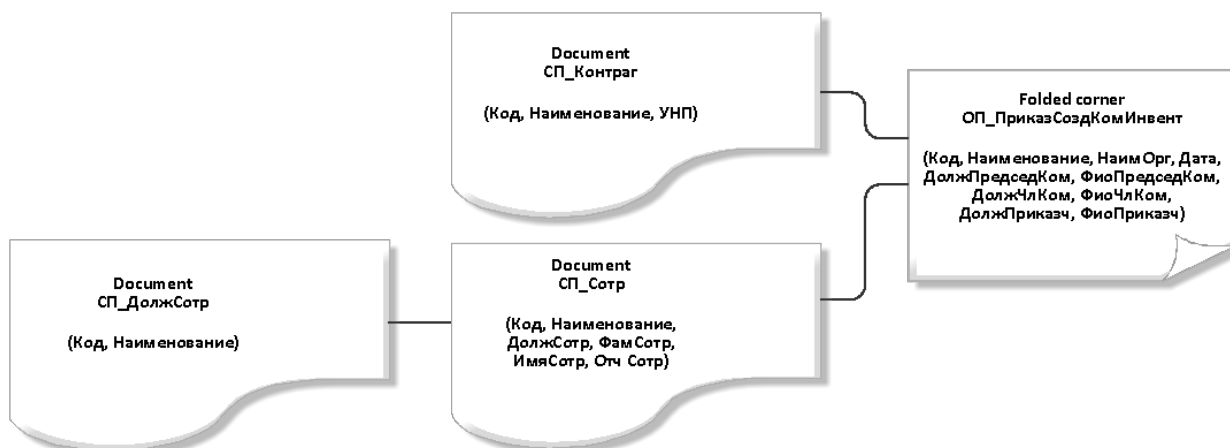 Document
СП_Контраг
(Код, Наименование, УНП)
Folded corner
ОП_ПриказСоздКомИнвент
(Код, Наименование, НаимОрг, Дата,
ДолжПредседКом, ФиоПредседКом,
ДолжЧлКом, ФиоЧлКом,
ДолжПриказч, ФиоПриказч)
Document
СП_ДолжСотр
(Код, Наименование)
Document
СП_Сотр
(Код, Наименование,
ДолжСотр, ФамСотр,
ИмяСотр, Отч Сотр)